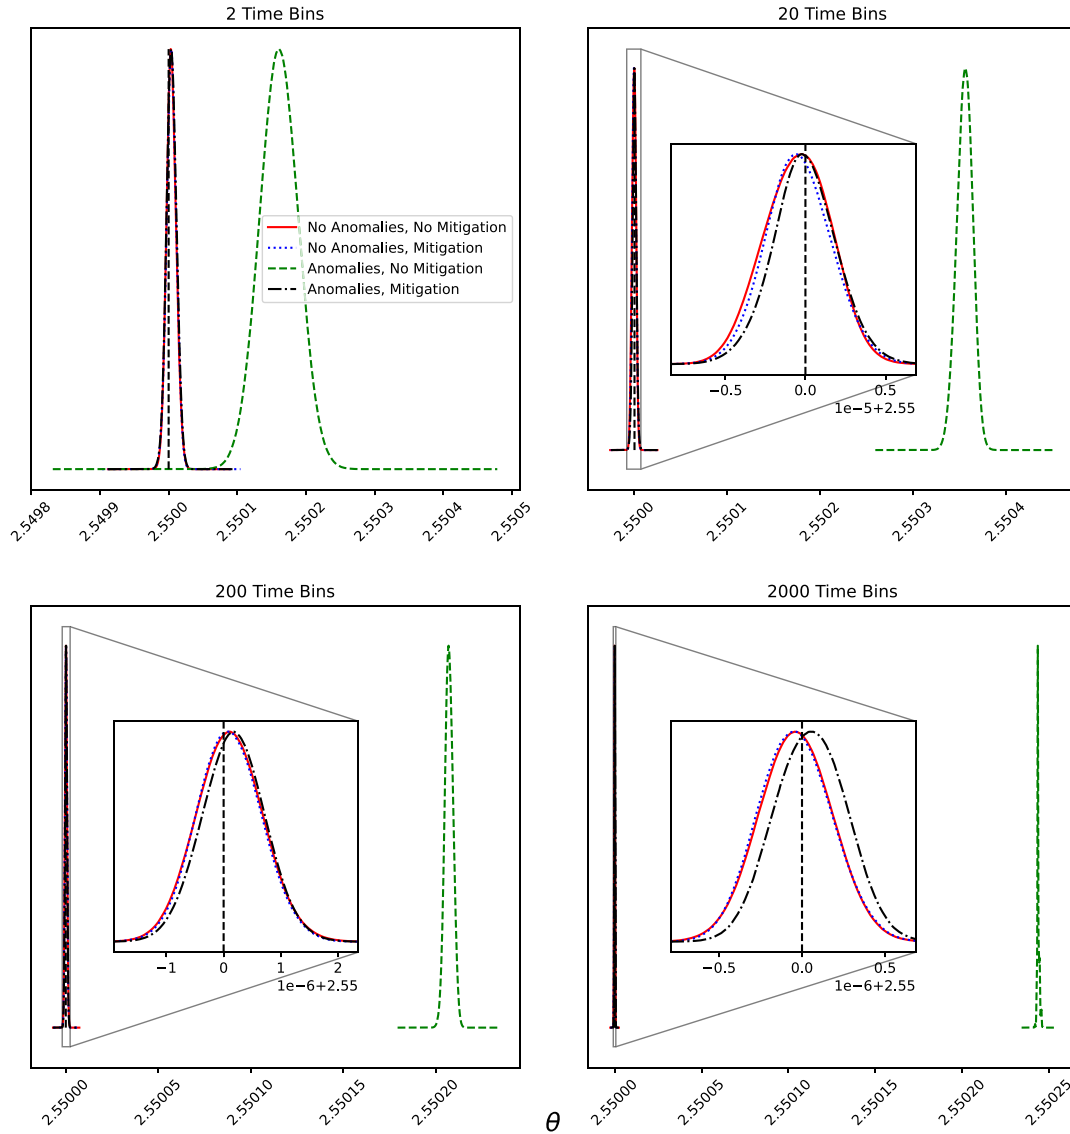 2 Time Bins
No Anomalies, No Mitigation
No Anomalies, Mitigation
Anomalies, No Mitigation
Anomalies, Mitigation
2.5498 2.5499 2.5500 2.5501 2.5502 2.5503 2.5504 2.5505
20 Time Bins
−0.5 0.0 0.5
1e−5+2.55
2.5500 2.5501 2.5502 2.5503 2.5504
200 Time Bins
−1 0 1 2
1e−6+2.55
2.55000 2.55005 2.55010 2.55015 2.55020
2000 Time Bins
−0.5 0.0 0.5
1e−6+2.55
2.55000 2.55005 2.55010 2.55015 2.55020 2.55025
θ